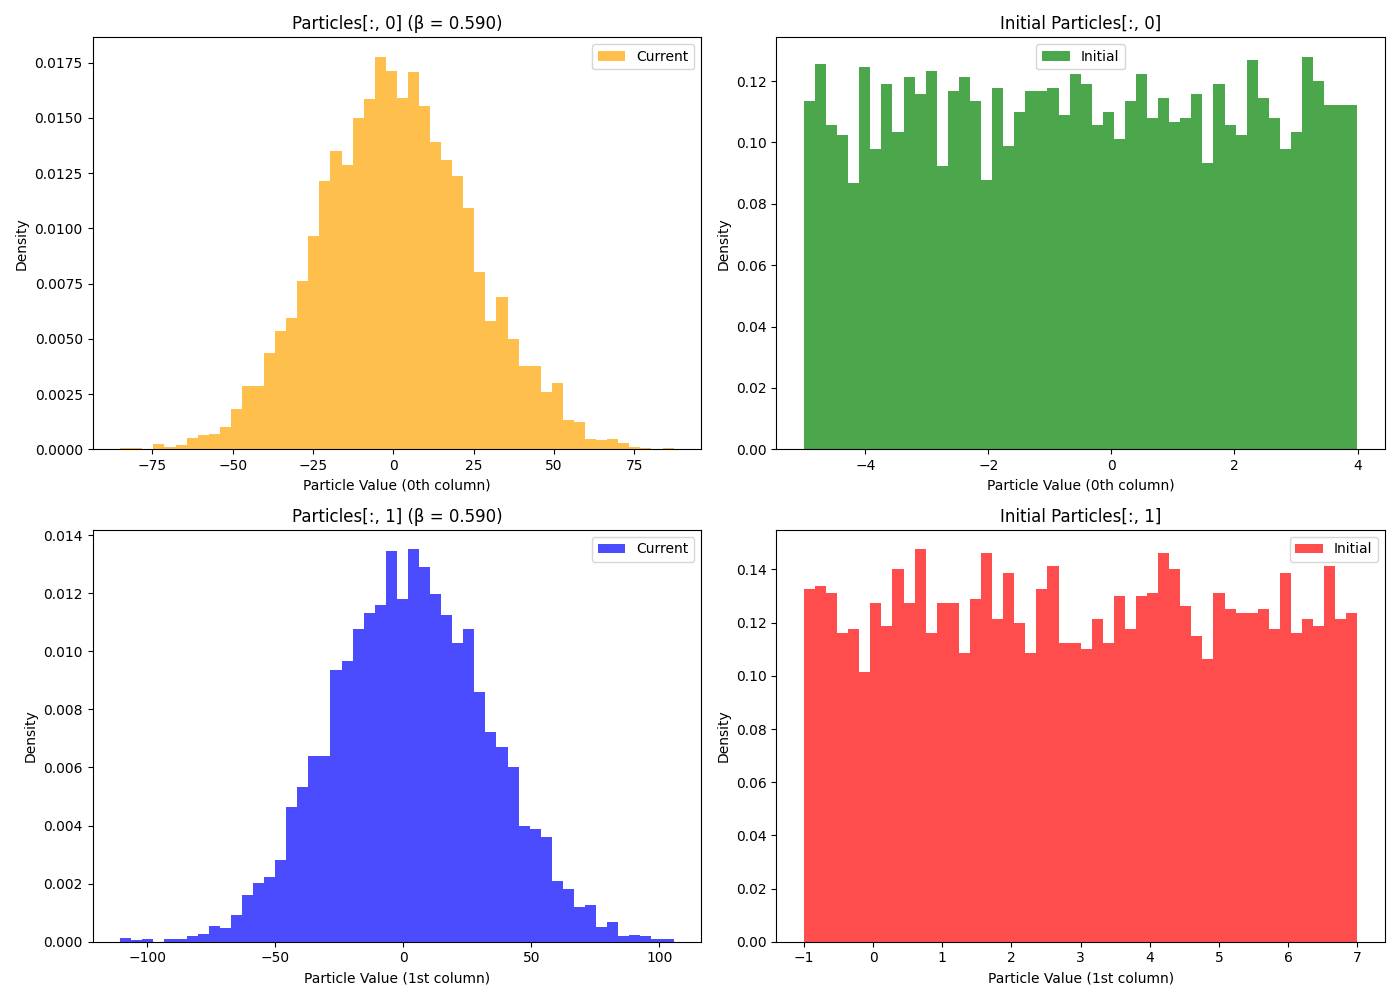 Particles[:, 0] (β = 0.590)
Current
0.0175
0.0150
0.0125
0.0100
0.0075
0.0050
0.0025
0.0000
Density
−75 −50 −25 0 25 50 75
Particle Value (0th column)
Initial Particles[:, 0]
Initial
0.12
0.10
0.08
0.06
0.04
0.02
0.00
Density
−4 −2 0 2 4
Particle Value (0th column)
Particles[:, 1] (β = 0.590)
Current
0.014
0.012
0.010
0.008
0.006
0.004
0.002
0.000
Density
−100 −50 0 50 100
Particle Value (1st column)
Initial Particles[:, 1]
Initial
0.14
0.12
0.10
0.08
0.06
0.04
0.02
0.00
Density
−1 0 1 2 3 4 5 6 7
Particle Value (1st column)